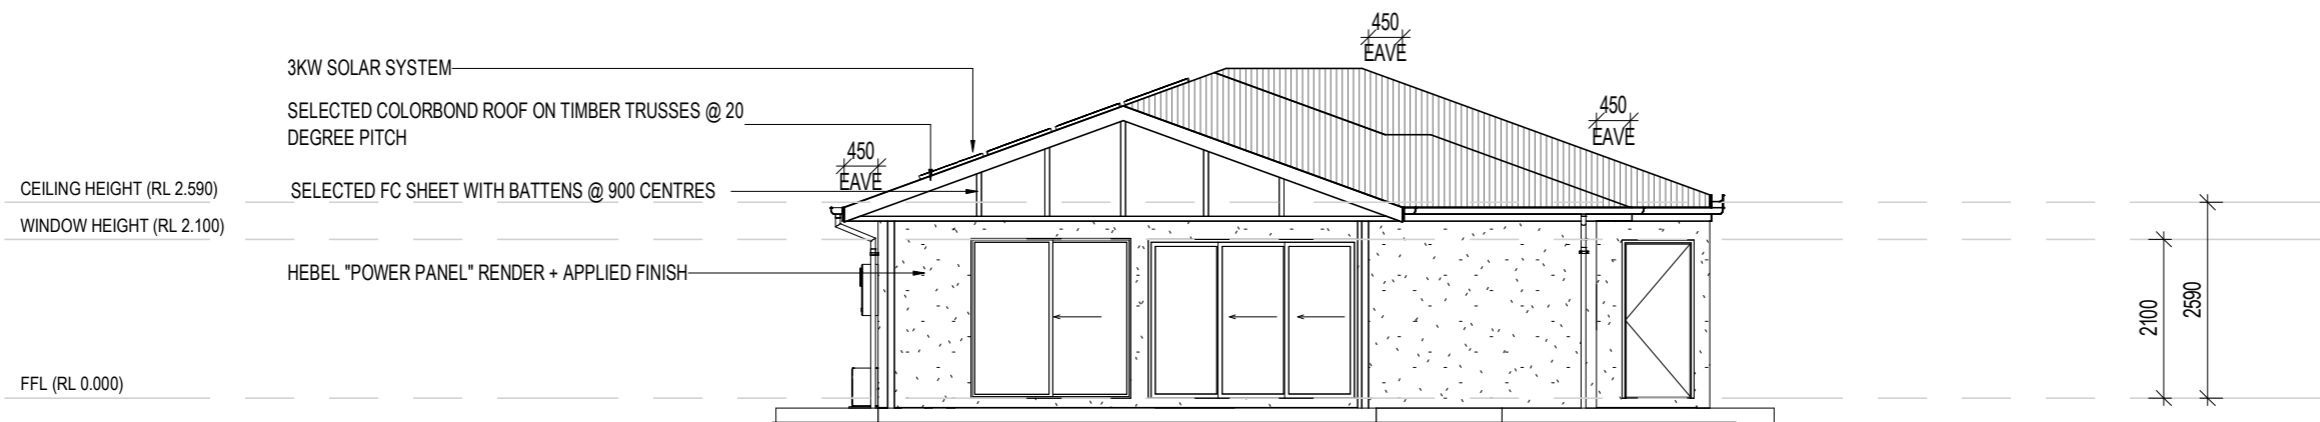 450
EAVE
3KW SOLAR SYSTEM
SELECTED COLORBOND ROOF ON TIMBER TRUSSES @ 20
DEGREE PITCH
450
EAVE
450
EAVE
CEILING HEIGHT (RL 2.590)
SELECTED FC SHEET WITH BATTENS @ 900 CENTRES
WINDOW HEIGHT (RL 2.100)
HEBEL "POWER PANEL" RENDER + APPLIED FINISH
2100
2590
FFL (RL 0.000)